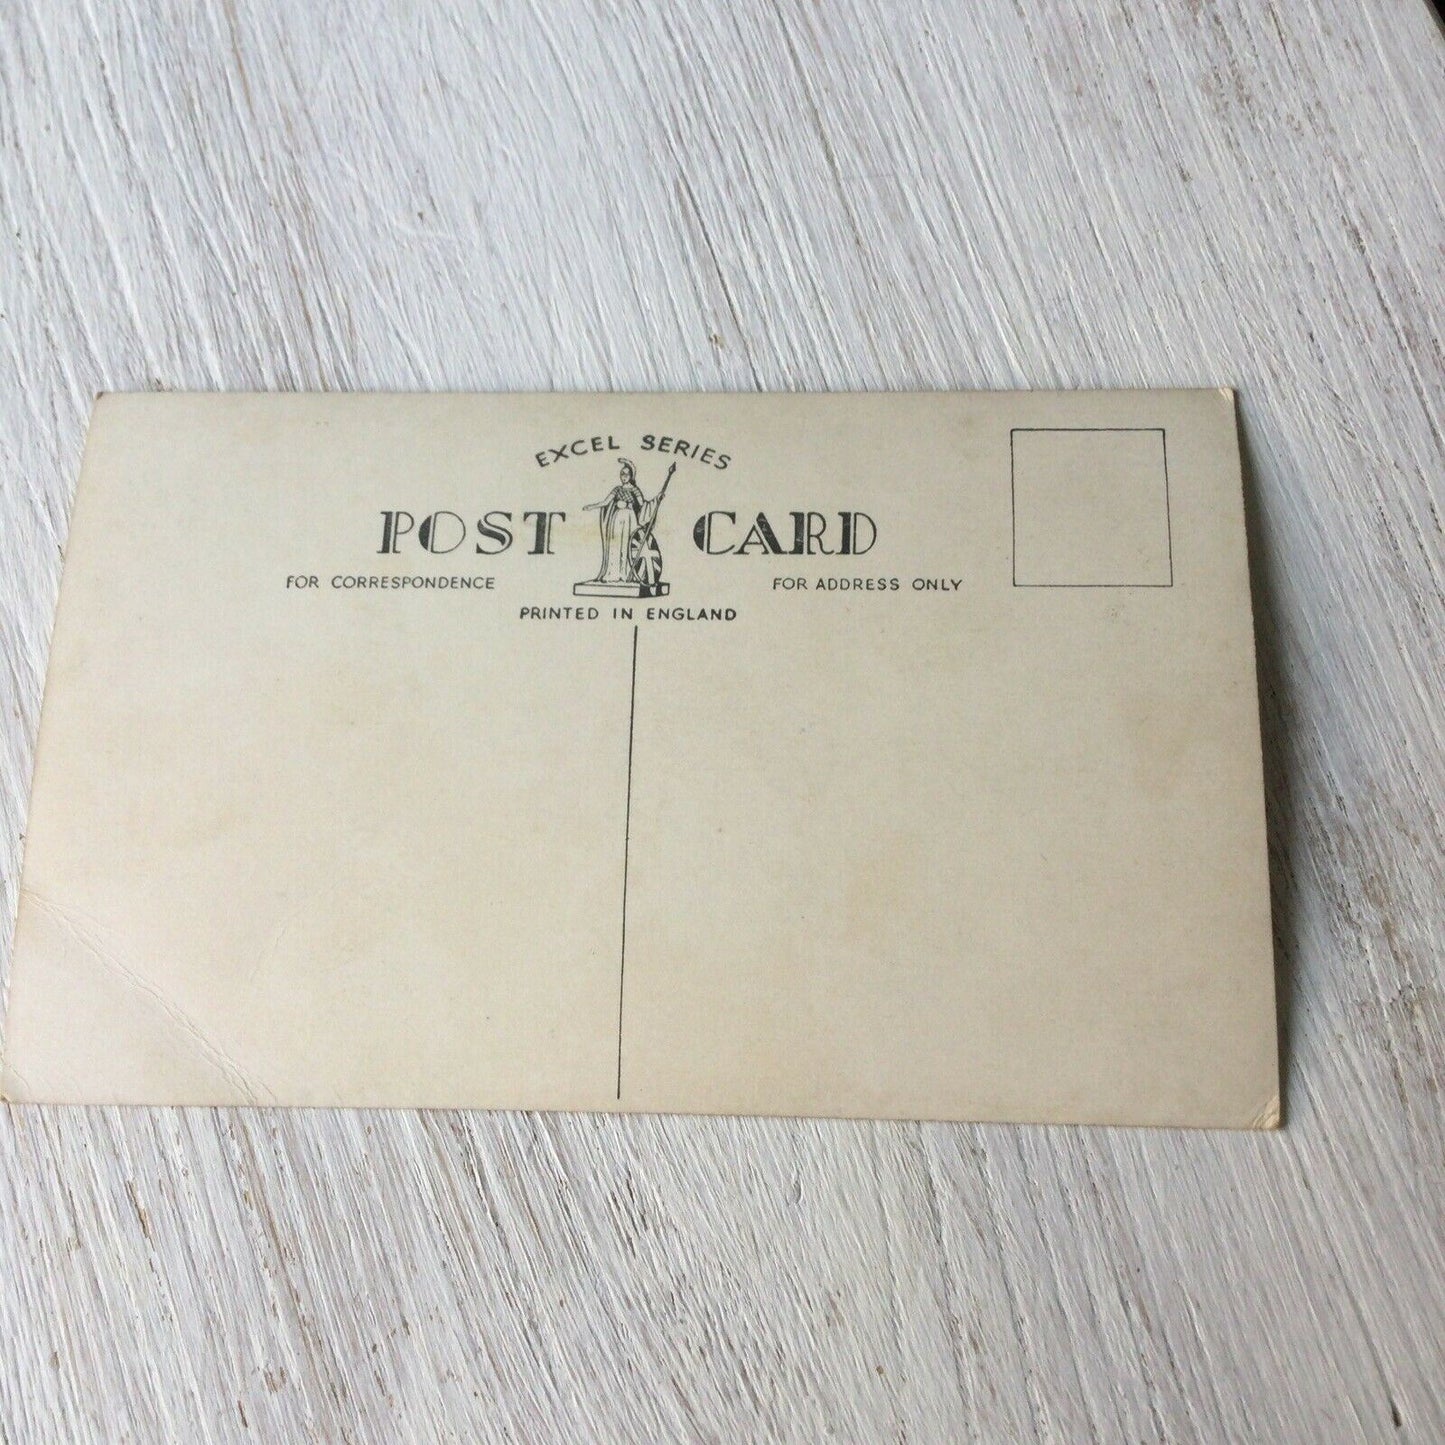 EXCEL SERIES
POST CARD
FOR CORRESPONDENCE
FOR ADDRESS ONLY
PRINTED IN ENGLAND